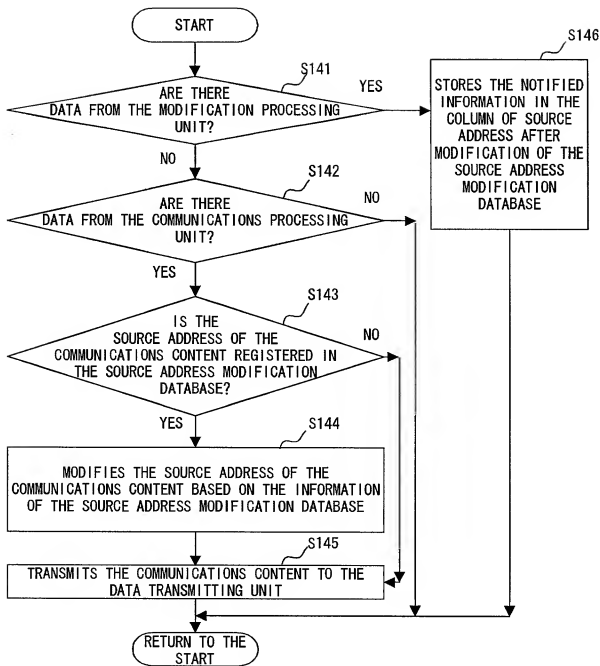 START
S141
ARE THERE
DATA FROM THE MODIFICATION PROCESSING
UNIT?
YES
NO
S146
STORES THE NOTIFIED
INFORMATION IN THE
COLUMN OF SOURCE
ADDRESS AFTER
MODIFICATION OF THE
SOURCE ADDRESS
MODIFICATION
DATABASE
S142
ARE THERE
DATA FROM THE COMMUNICATIONS PROCESSING
UNIT?
NO
YES
S143
IS THE
SOURCE ADDRESS OF THE
COMMUNICATIONS CONTENT REGISTERED IN
THE SOURCE ADDRESS MODIFICATION
DATABASE?
NO
YES
S144
MODIFIES THE SOURCE ADDRESS OF THE
COMMUNICATIONS CONTENT BASED ON THE INFORMATION
OF THE SOURCE ADDRESS MODIFICATION DATABASE
S145
TRANSMITS THE COMMUNICATIONS CONTENT TO THE
DATA TRANSMITTING UNIT
RETURN TO THE
START